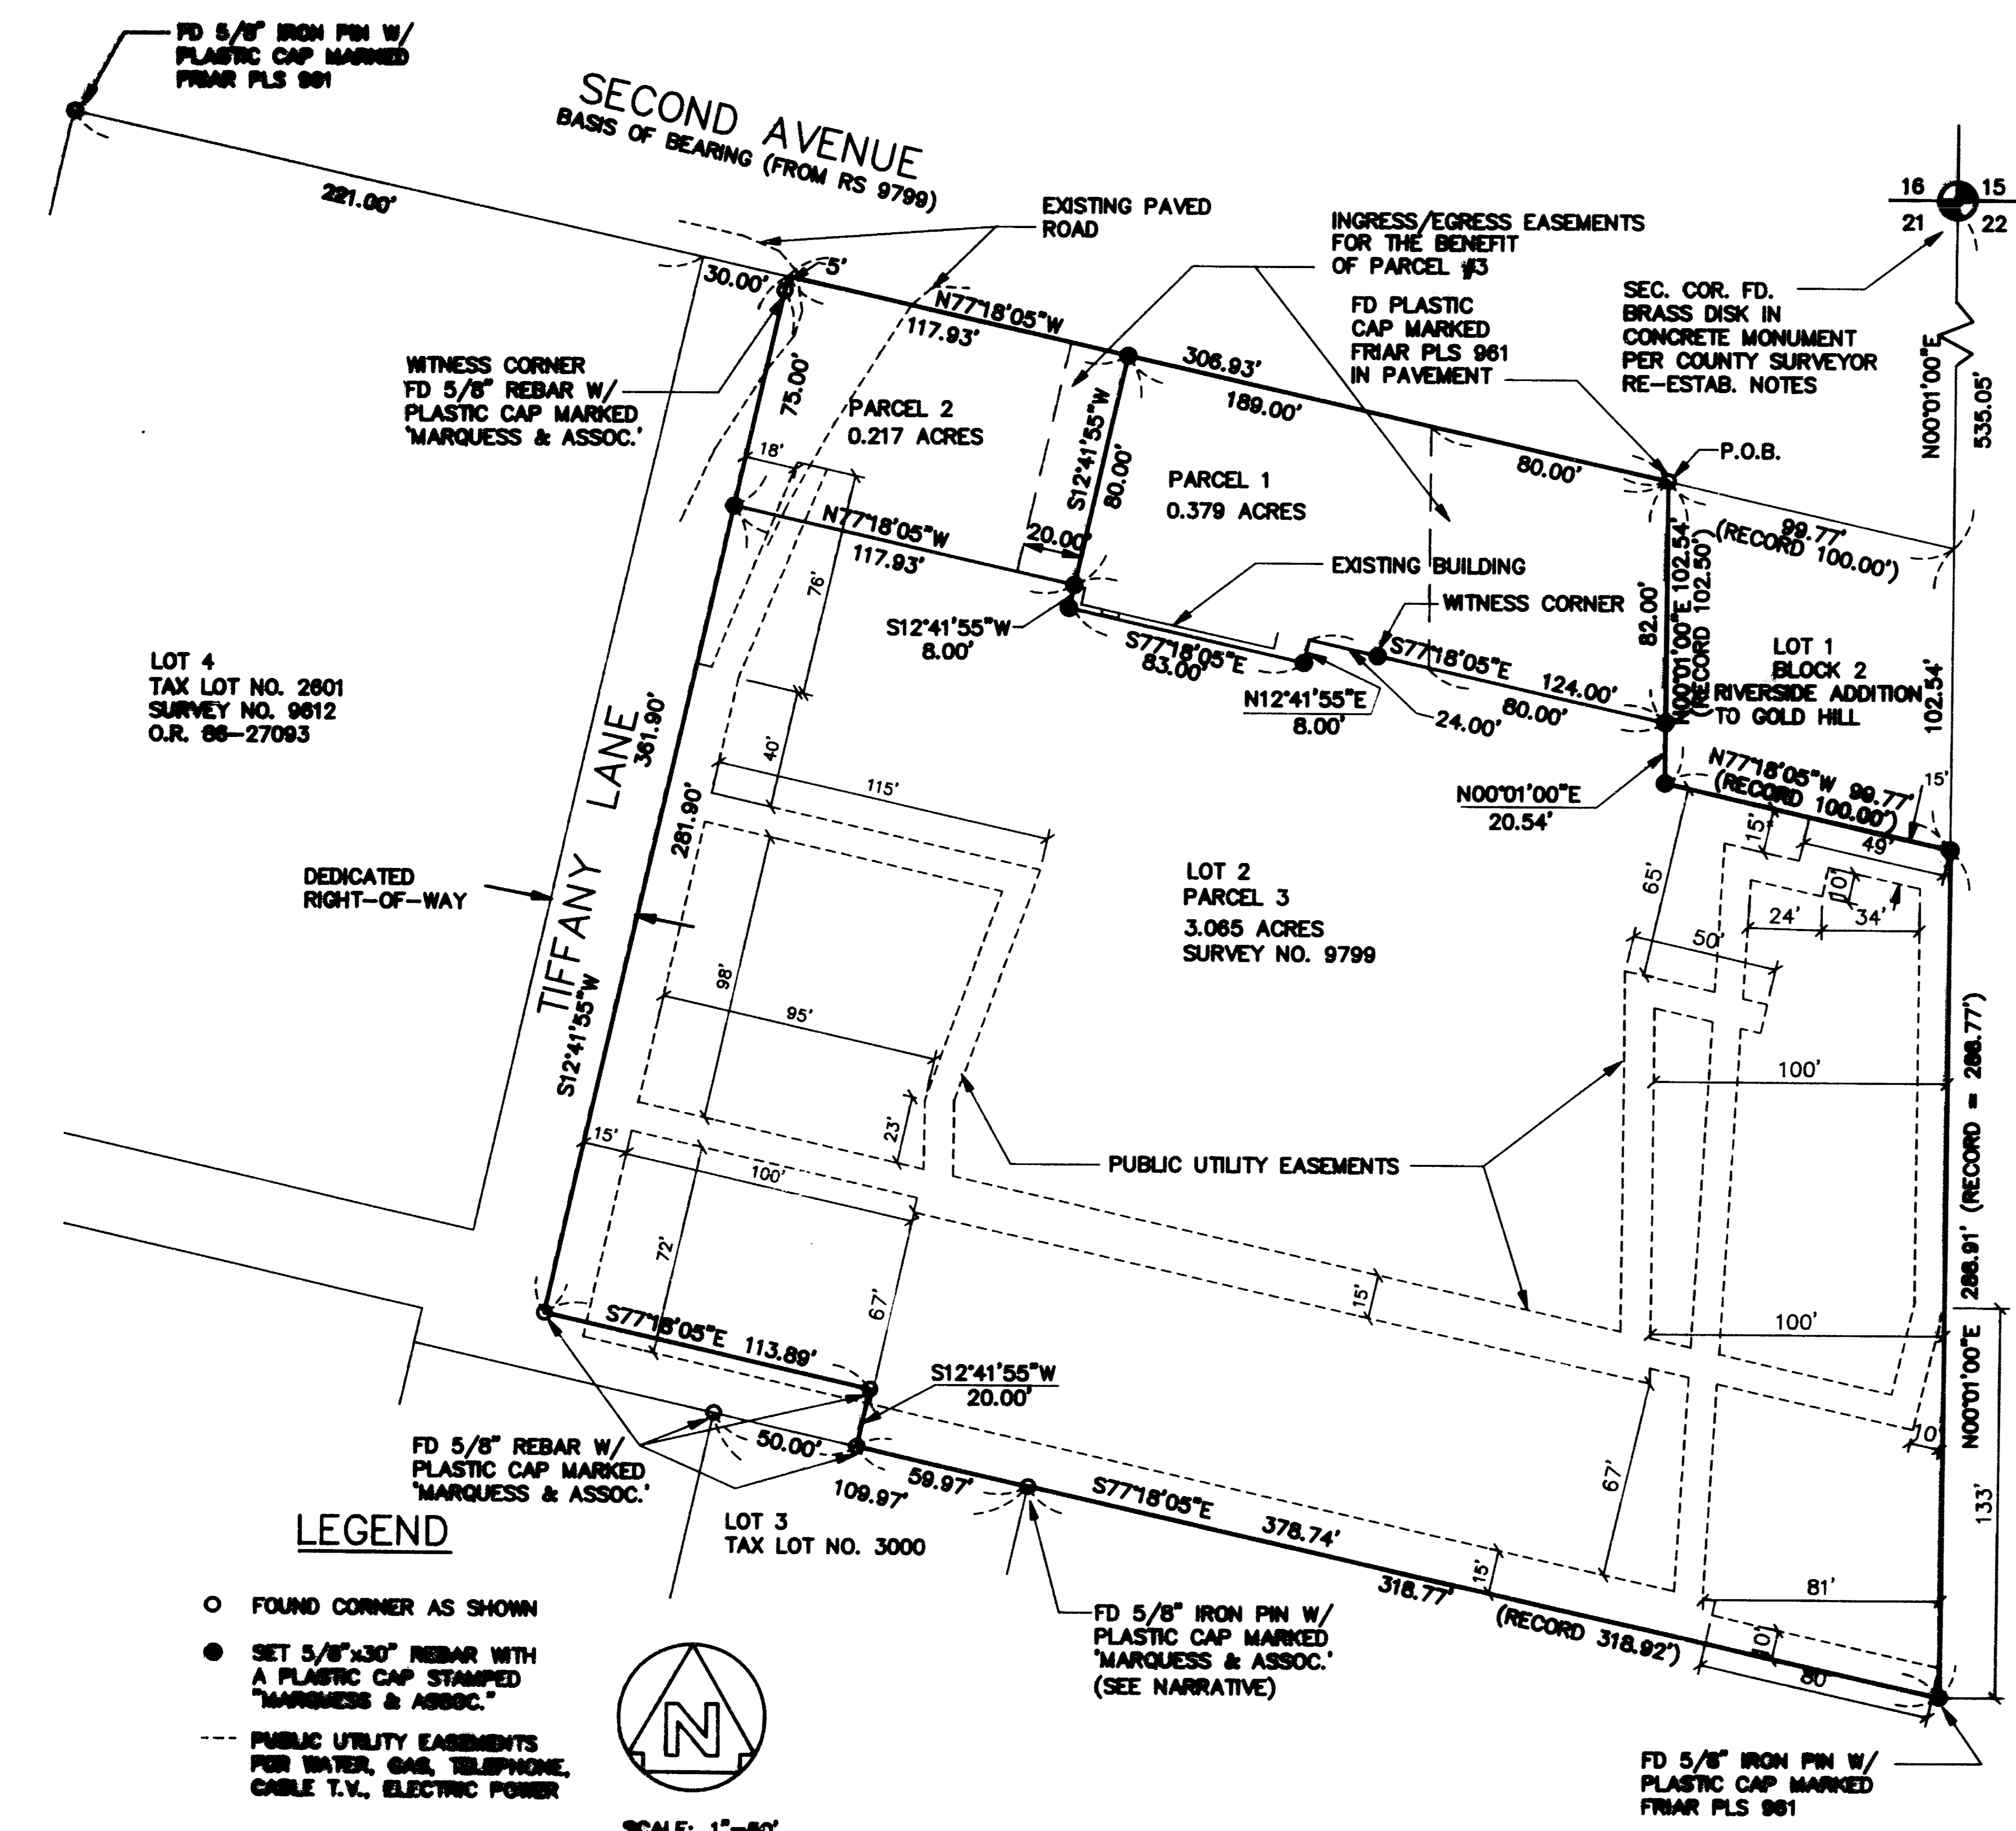 FD 5/8" IRON PIN W/
PLASTIC CAP MARKED
FRIAR PLS 961
SECOND AVENUE
BASIS OF BEARING (FROM RS 9799)
221.00'
30.00'
5'
EXISTING PAVED
ROAD
INGRESS/EGRESS EASEMENTS
FOR THE BENEFIT
OF PARCEL #3
FD PLASTIC
CAP MARKED
FRIAR PLS 961
IN PAVEMENT
16 15
21 22
SEC. COR. FD.
BRASS DISK IN
CONCRETE MONUMENT
PER COUNTY SURVEYOR
RE-ESTAB. NOTES
N00°01'00"E
535.05'
N77°18'05"W
117.93'
306.93'
189.00'
80.00'
P.O.B.
99.77'
(RECORD 100.00')
WITNESS CORNER
FD 5/8" REBAR W/
PLASTIC CAP MARKED
'MARQUESS & ASSOC.'
75.00'
PARCEL 2
0.217 ACRES
18'
S12°41'55"W
80.00'
PARCEL 1
0.379 ACRES
N77°18'05"W
117.93'
20.00'
76'
EXISTING BUILDING
WITNESS CORNER
S12°41'55"W
8.00'
S77°18'05"E
83.00'
N12°41'55"E
8.00'
24.00'
S77°18'05"E
124.00'
80.00'
82.00'
N00°01'00"E 102.54'
(RECORD 102.50')
LOT 1
BLOCK 2
RIVERSIDE ADDITION
TO GOLD HILL
102.54'
N00°01'00"E
20.54'
N77°18'05"W 99.77'
(RECORD 100.00')
15'
15'
49'
65'
10'
24'
34'
50'
LOT 4
TAX LOT NO. 2601
SURVEY NO. 9612
O.R. 86-27093
TIFFANY LANE
361.90'
281.90'
S12°41'55"W
40'
115'
DEDICATED
RIGHT-OF-WAY
LOT 2
PARCEL 3
3.065 ACRES
SURVEY NO. 9799
98'
95'
23'
100'
15'
100'
PUBLIC UTILITY EASEMENTS
N00°01'00"E 286.91' (RECORD = 286.77')
72'
67'
15'
100'
S77°18'05"E 113.89'
S12°41'55"W
20.00'
10'
133'
FD 5/8" REBAR W/
PLASTIC CAP MARKED
'MARQUESS & ASSOC.'
50.00'
59.97'
109.97'
S77°18'05"E
378.74'
318.77'
(RECORD 318.92')
67'
15'
81'
10'
80'
LOT 3
TAX LOT NO. 3000
FD 5/8" IRON PIN W/
PLASTIC CAP MARKED
'MARQUESS & ASSOC.'
(SEE NARRATIVE)
FD 5/8" IRON PIN W/
PLASTIC CAP MARKED
FRIAR PLS 961
LEGEND
FOUND CORNER AS SHOWN
SET 5/8"x30" REBAR WITH
A PLASTIC CAP STAMPED
"MARQUESS & ASSOC."
PUBLIC UTILITY EASEMENTS
FOR WATER, GAS, TELEPHONE,
CABLE T.V., ELECTRIC POWER
N